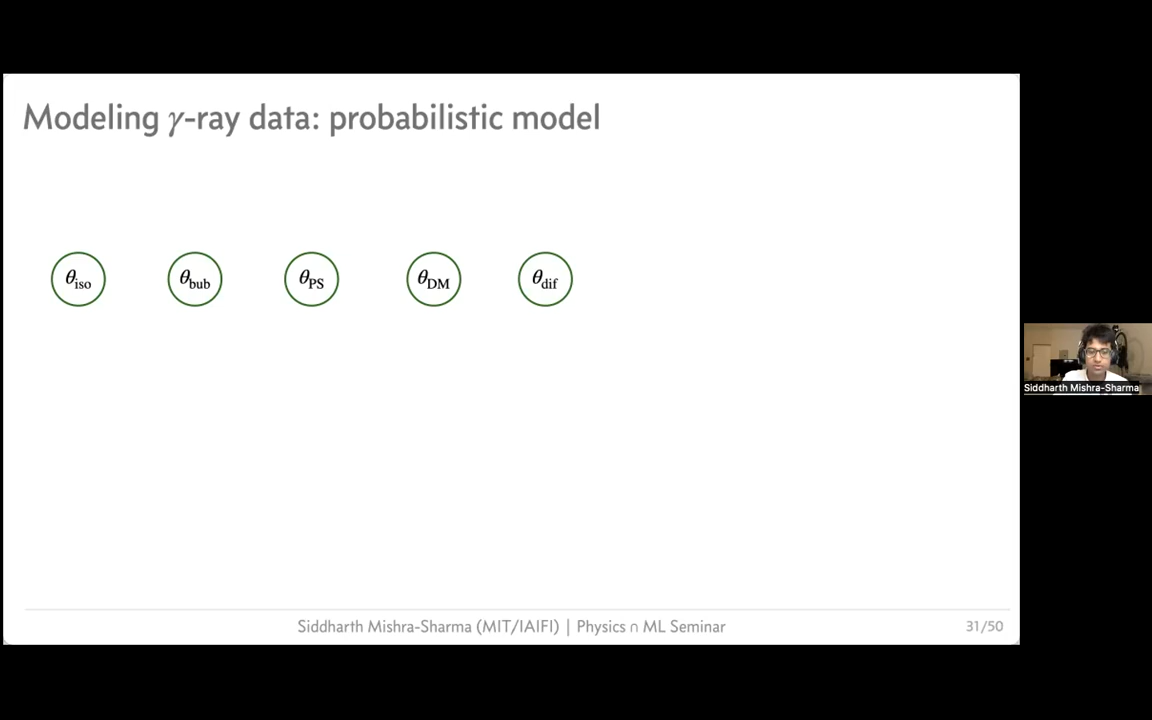 Modeling γ-ray data: probabilistic model
θiso θbub θPS θDM θdif
Siddharth Mishra-Sharma
Siddharth Mishra-Sharma (MIT/IAIFI) | Physics ∩ ML Seminar 31/50